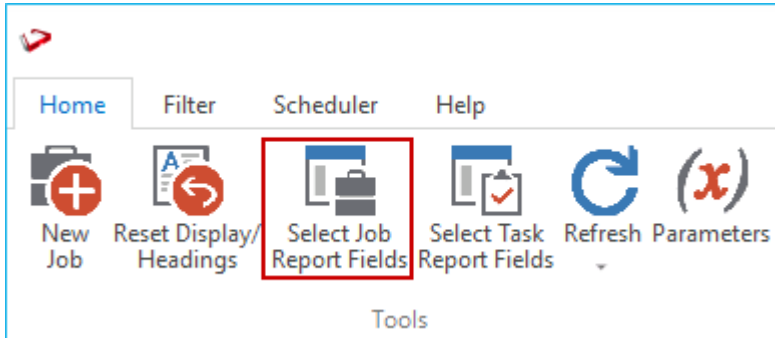 Home Filter Scheduler Help
New Reset Display/ Select Job Select Task Refresh Parameters
Job Headings Report Fields Report Fields
Tools